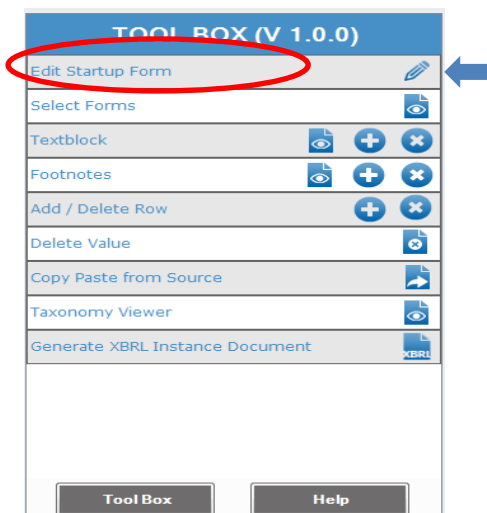 TOOL BOX (V 1.0.0)
Edit Startup Form
Select Forms
Textblock
Footnotes
Add / Delete Row
Delete Value
Copy Paste from Source
Taxonomy Viewer
Generate XBRL Instance Document
XBRL
Tool Box Help